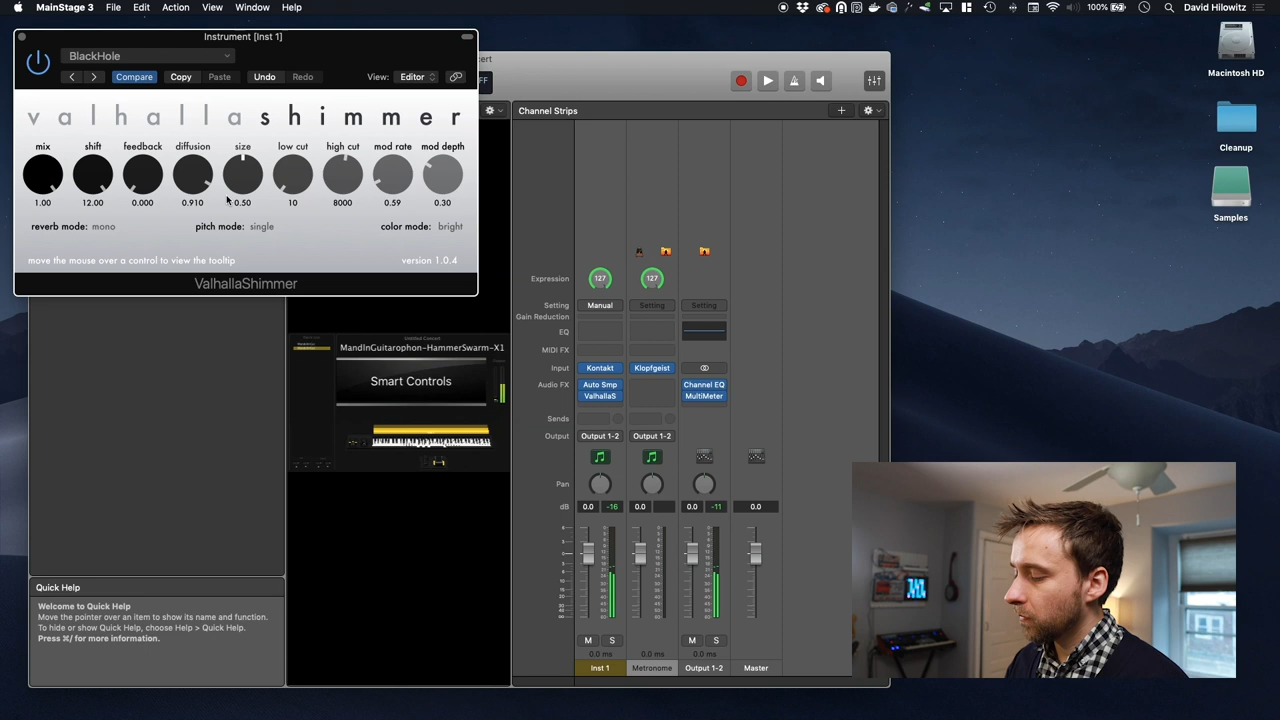 MainStage 3 File Edit Action View Window Help
100% David Hilowitz
Instrument [Inst 1]
BlackHole
Compare Copy Paste Undo Redo View: Editor
valhallashimmer
mix shift feedback diffusion size low cut high cut mod rate mod depth
1.00 12.00 0.000 0.910 0.50 10 8000 0.59 0.30
reverb mode: mono pitch mode: single color mode: bright
move the mouse over a control to view the tooltip version 1.0.4
ValhallaShimmer
cert
FF
Channel Strips
Macintosh HD
Cleanup
Samples
Expression 127 127
Setting Manual Setting Setting
Gain Reduction
EQ
MIDI FX
Input Kontakt Klopfgeist
Audio FX Auto Smp Channel EQ
ValhallaS MultiMeter
Sends
Output Output 1-2 Output 1-2
Pan
dB 0.0 -16 0.0 0.0 -11 0.0
M S M S
0.0 ms 0.0 ms 0.0 ms
Inst 1 Metronome Output 1-2 Master
MandInGuitarophon-HammerSwarm-X1
Smart Controls
Quick Help
Welcome to Quick Help
Move the pointer over an item to show its name and function.
To hide or show Quick Help, choose Help > Quick Help.
Press ⌘/ for more information.